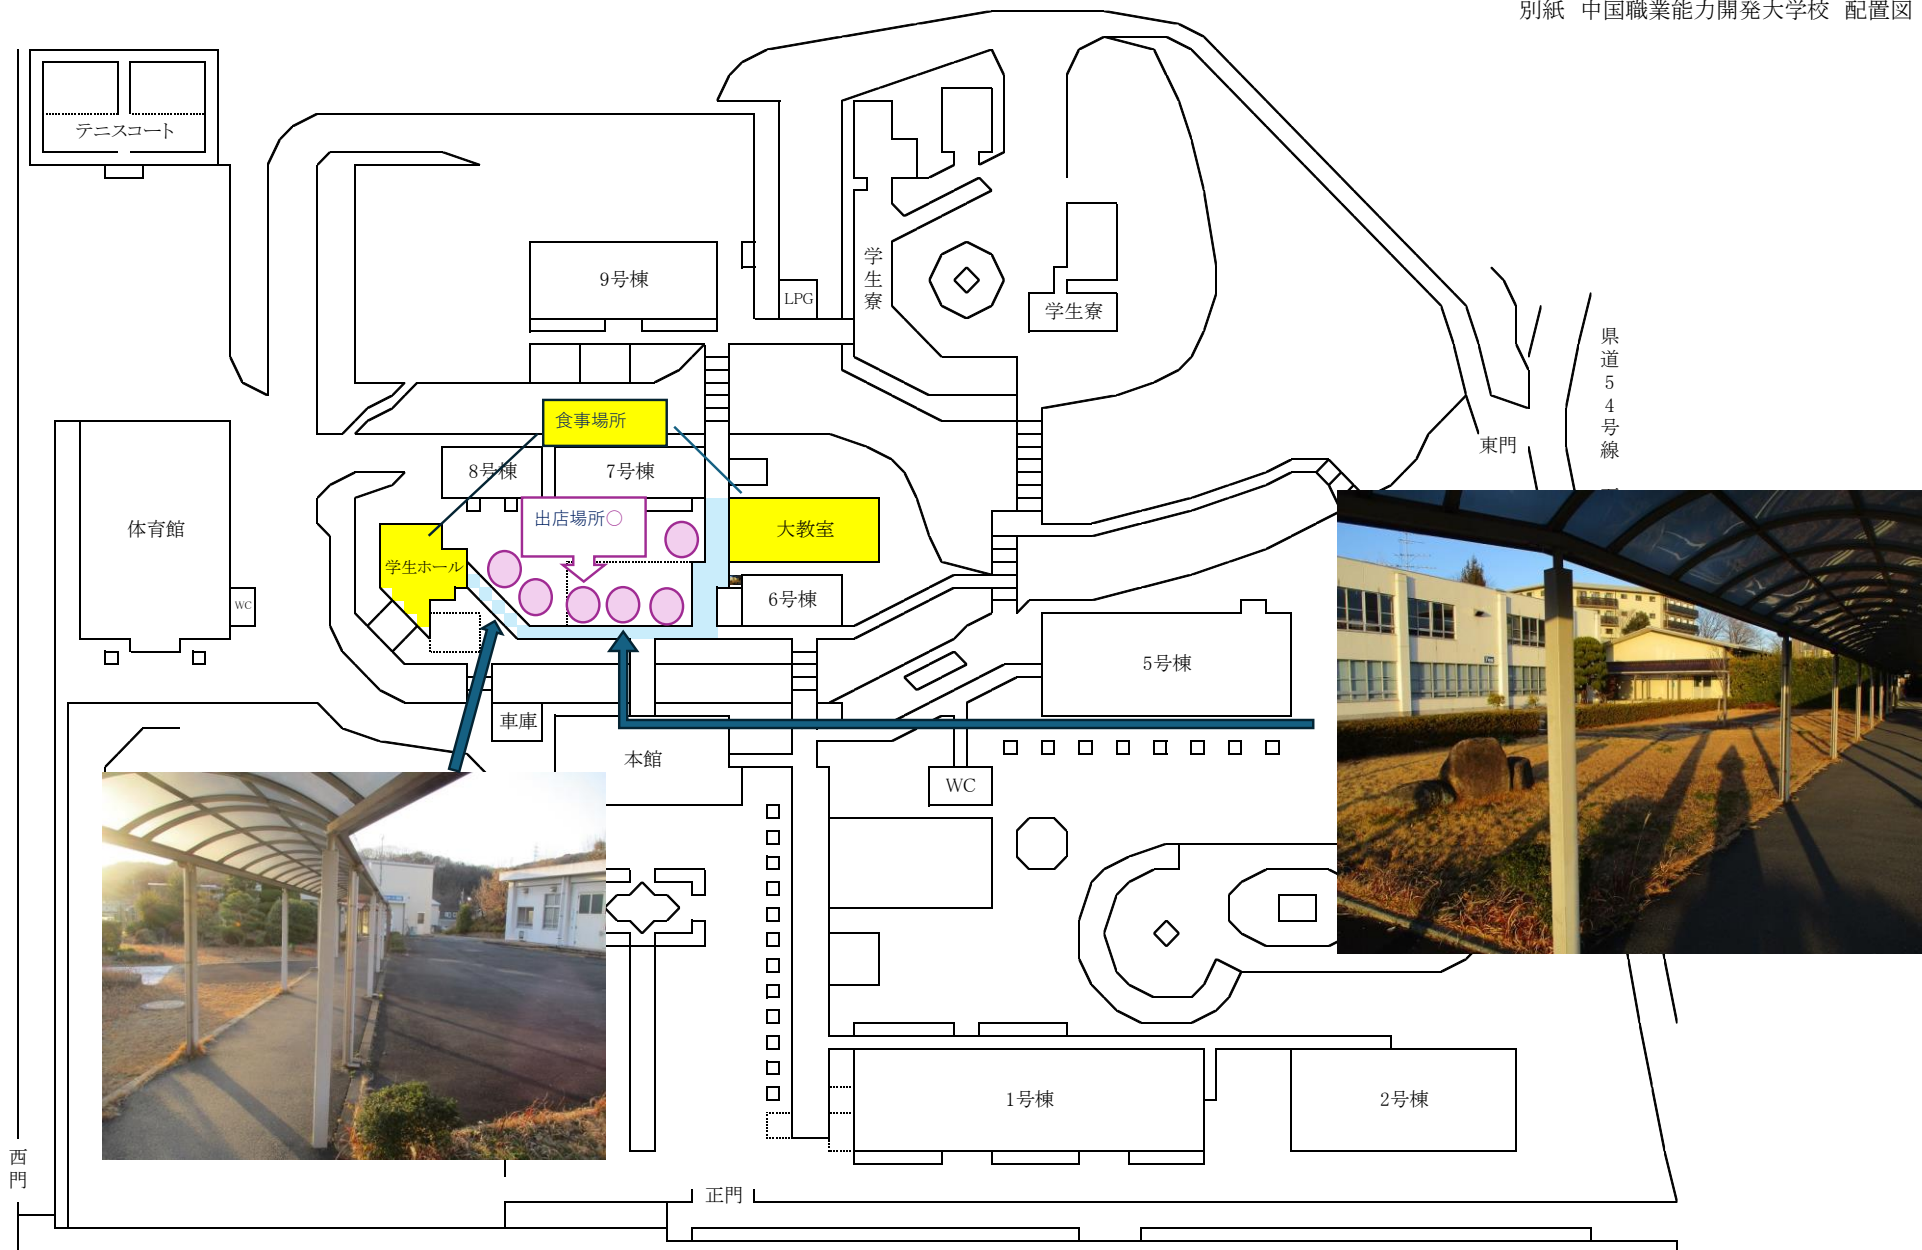 別紙 中国職業能力開発大学校 配置図
テニスコート
9号棟
LPG
学生寮
学生寮
県道54号線
東門
食事場所
8号棟
7号棟
出店場所○
大教室
体育館
学生ホール
WC
6号棟
5号棟
車庫
本館
WC
1号棟
2号棟
西門
正門